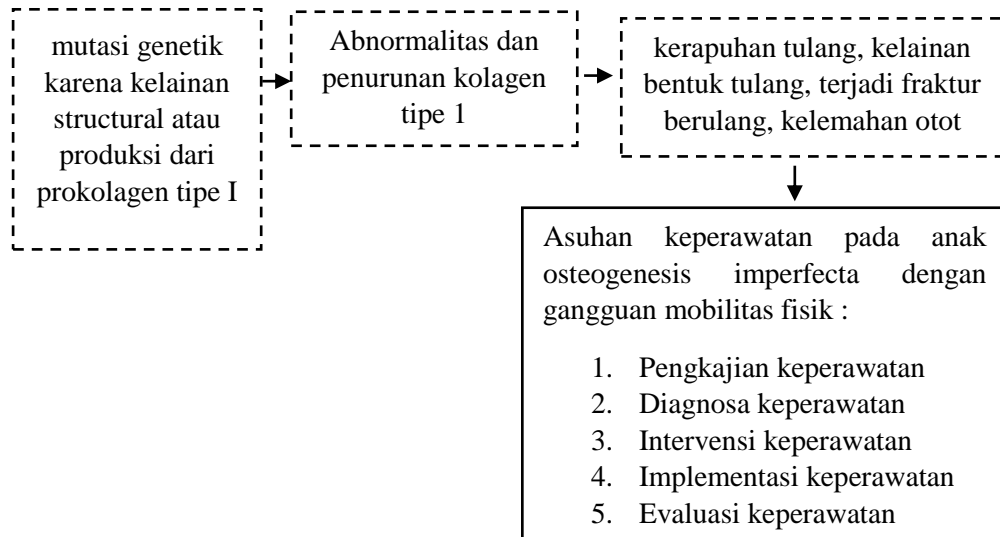 mutasi genetik
karena kelainan
structural atau
produksi dari
prokolagen tipe I
Abnormalitas dan
penurunan kolagen
tipe 1
kerapuhan tulang, kelainan
bentuk tulang, terjadi fraktur
berulang, kelemahan otot
Asuhan keperawatan pada anak
osteogenesis imperfecta dengan
gangguan mobilitas fisik :
1. Pengkajian keperawatan
2. Diagnosa keperawatan
3. Intervensi keperawatan
4. Implementasi keperawatan
5. Evaluasi keperawatan